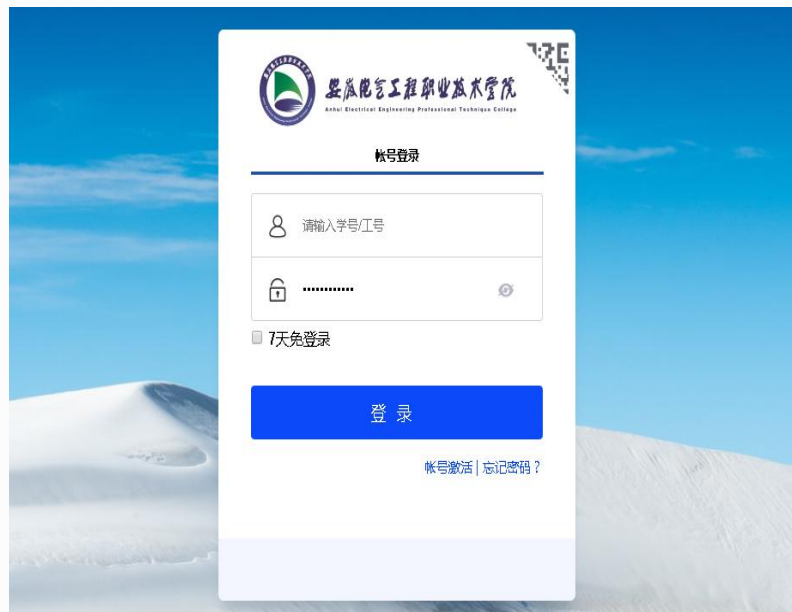 安徽电气工程职业技术学院
Anhui Electrical Engineering Professional Technique College
帐号登录
请输入学号/工号
············
7天免登录
登 录
帐号激活 | 忘记密码？